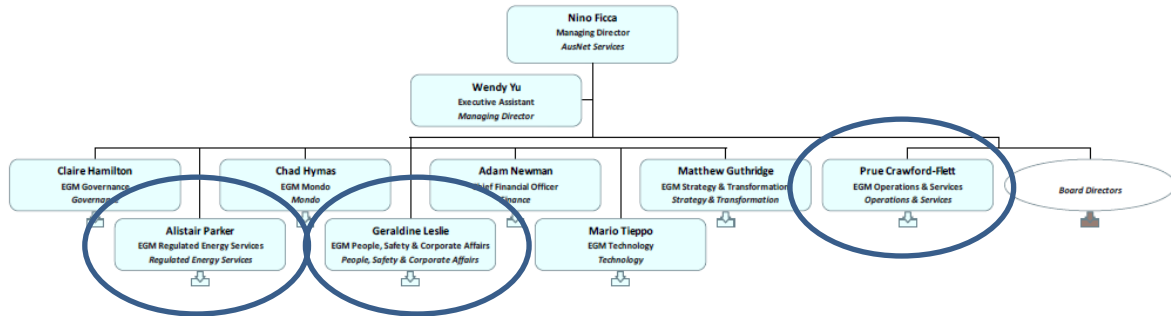 Nino Ficca
Managing Director
AusNet Services
Wendy Yu
Executive Assistant
Managing Director
Claire Hamilton
EGM Governance
Governance
Chad Hymas
EGM Mondo
Mondo
Adam Newman
Chief Financial Officer
Finance
Matthew Guthridge
EGM Strategy & Transformation
Strategy & Transformation
Prue Crawford-Flett
EGM Operations & Services
Operations & Services
Board Directors
Alistair Parker
EGM Regulated Energy Services
Regulated Energy Services
Geraldine Leslie
EGM People, Safety & Corporate Affairs
People, Safety & Corporate Affairs
Mario Tieppo
EGM Technology
Technology